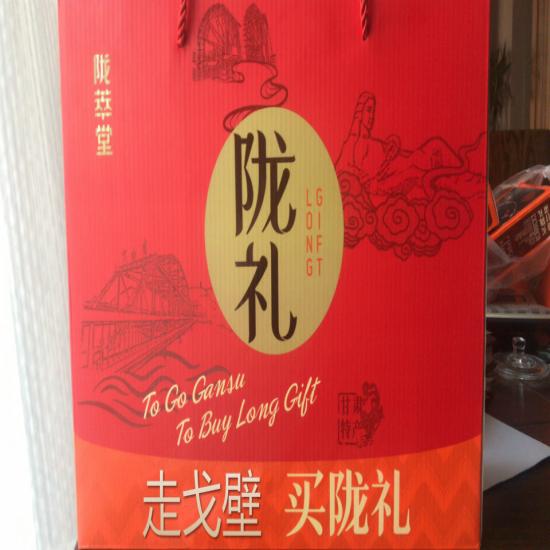 陇萃堂
陇礼
LONG
GIFT
To Go Gansu
To Buy Long Gift
甘肃
特产
走戈壁 买陇礼